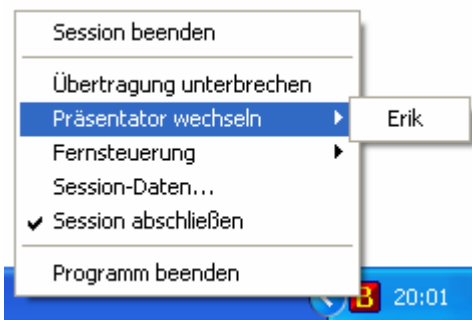 Session beenden
Übertragung unterbrechen
Präsentator wechseln
Erik
Fernsteuerung
Session-Daten...
Session abschließen
Programm beenden
B
20:01